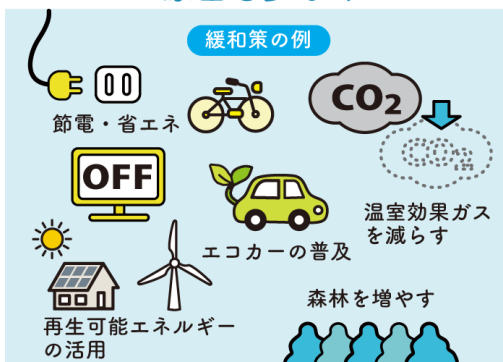 緩和策の例
CO2
節電・省エネ
CO2
OFF
温室効果ガス
を減らす
エコカーの普及
森林を増やす
再生可能エネルギー
の活用